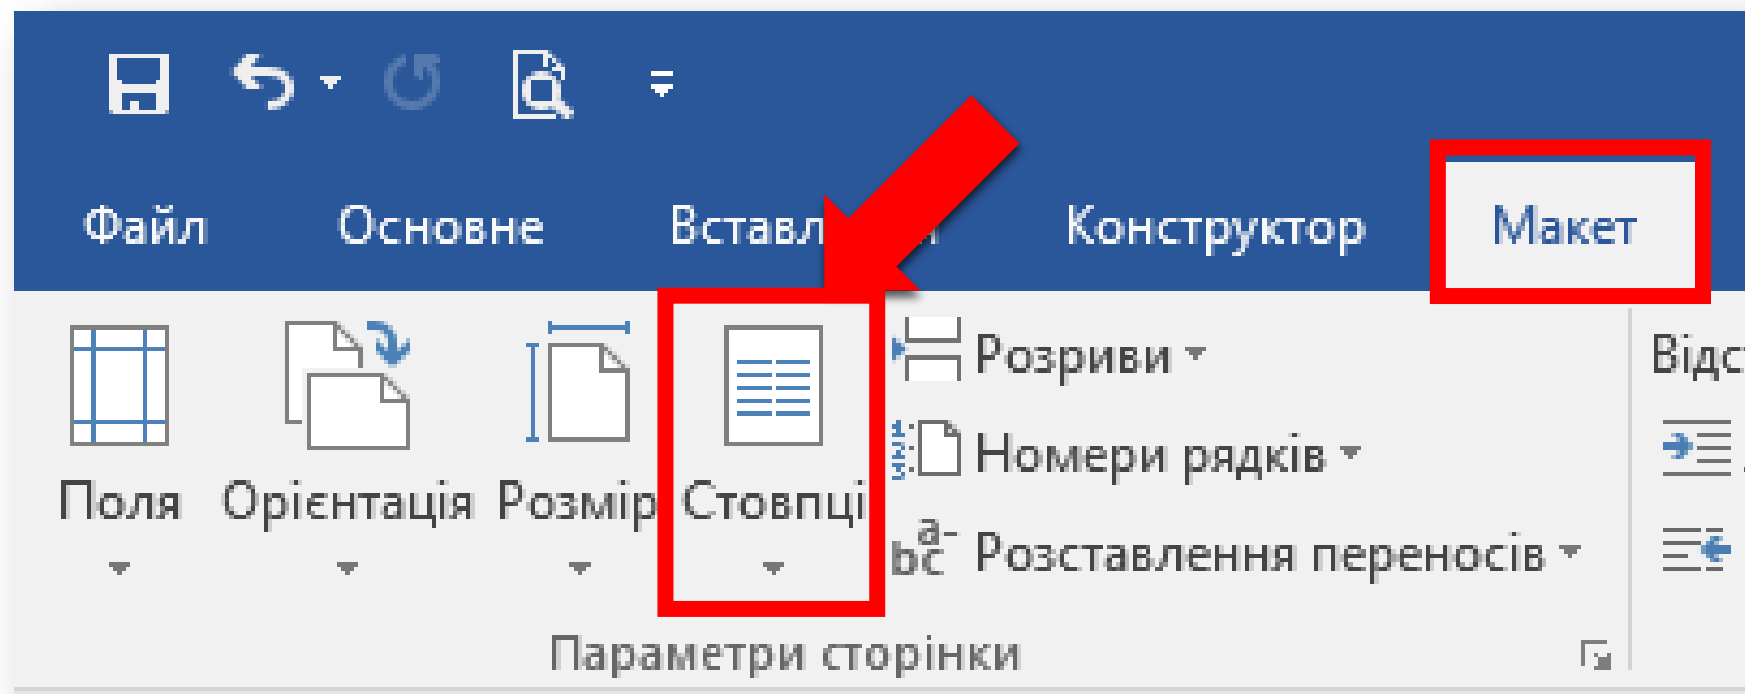 Файл Основне Конструктор Макет
Поля Орієнтація Розмір Стовпці
Розриви
Номери рядків
Розставлення переносів
Параметри сторінки